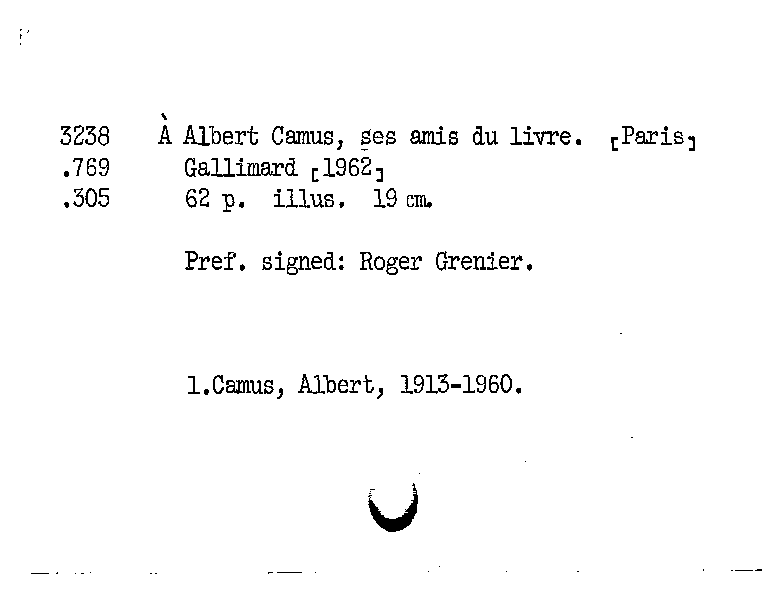 3238 À Albert Camus, ses amis du livre. [Paris]
.769 Gallimard [1962]
.305 62 p. illus. 19 cm.
Pref. signed: Roger Grenier.
1.Camus, Albert, 1913-1960.